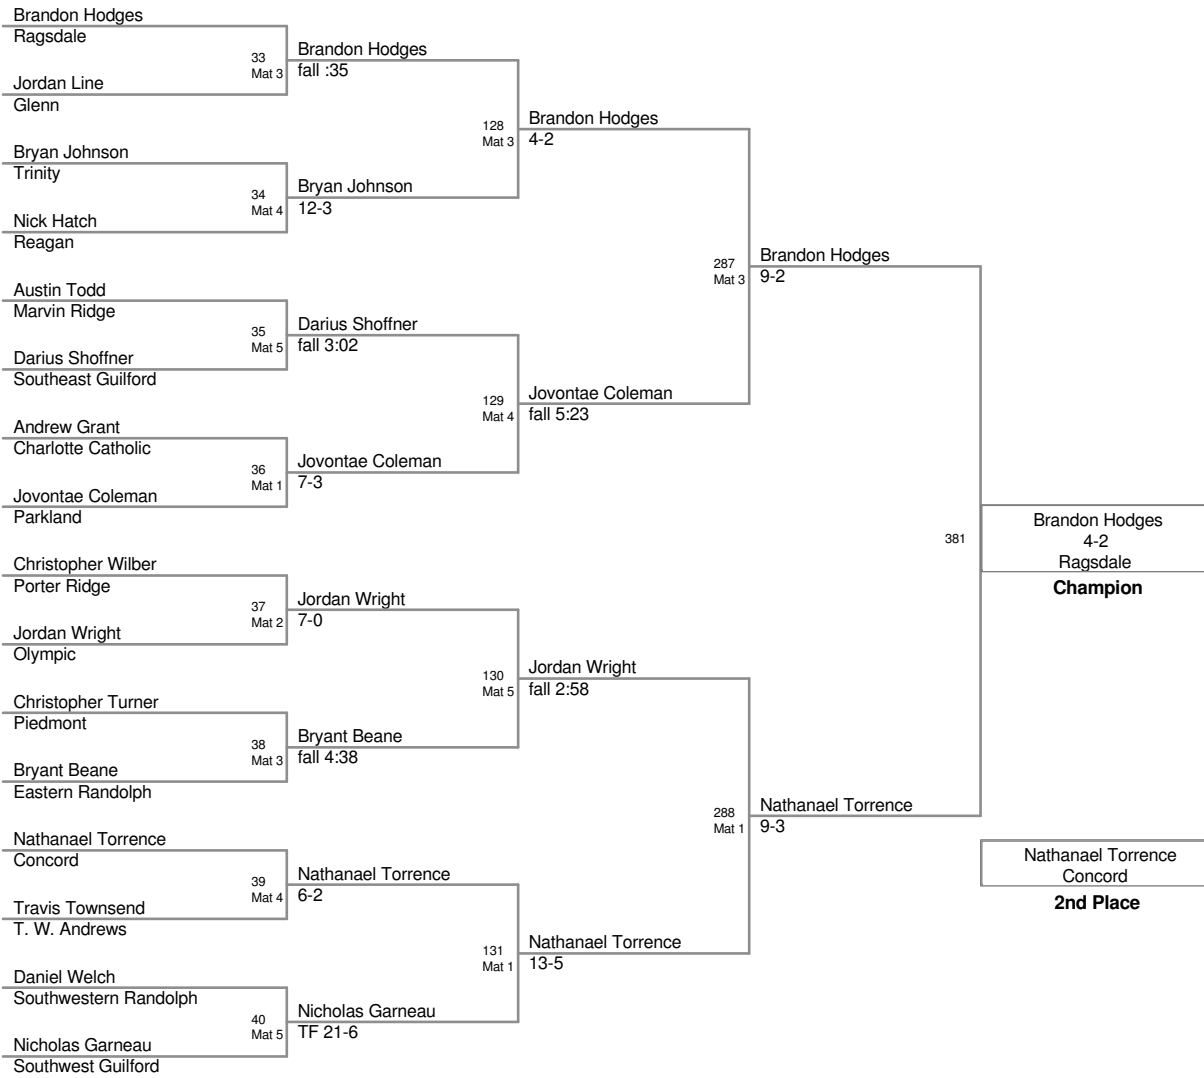 Brandon Hodges
Ragsdale
33
Mat 3
Jordan Line
Glenn
Brandon Hodges
fall :35
Bryan Johnson
Trinity
34
Mat 4
Nick Hatch
Reagan
Bryan Johnson
12-3
128
Mat 3
Brandon Hodges
4-2
Austin Todd
Marvin Ridge
35
Mat 5
Darius Shoffner
Southeast Guilford
Darius Shoffner
fall 3:02
Andrew Grant
Charlotte Catholic
36
Mat 1
Jovontae Coleman
Parkland
Jovontae Coleman
7-3
129
Mat 4
Jovontae Coleman
fall 5:23
287
Mat 3
Brandon Hodges
9-2
Christopher Wilber
Porter Ridge
37
Mat 2
Jordan Wright
Olympic
Jordan Wright
7-0
Christopher Turner
Piedmont
38
Mat 3
Bryant Beane
Eastern Randolph
Bryant Beane
fall 4:38
130
Mat 5
Jordan Wright
fall 2:58
Nathanael Torrence
Concord
39
Mat 4
Travis Townsend
T. W. Andrews
Nathanael Torrence
6-2
Daniel Welch
Southwestern Randolph
40
Mat 5
Nicholas Garneau
Southwest Guilford
Nicholas Garneau
TF 21-6
131
Mat 1
Nathanael Torrence
13-5
288
Mat 1
Nathanael Torrence
9-3
381
Brandon Hodges
4-2
Ragsdale
Champion
Nathanael Torrence
Concord
2nd Place